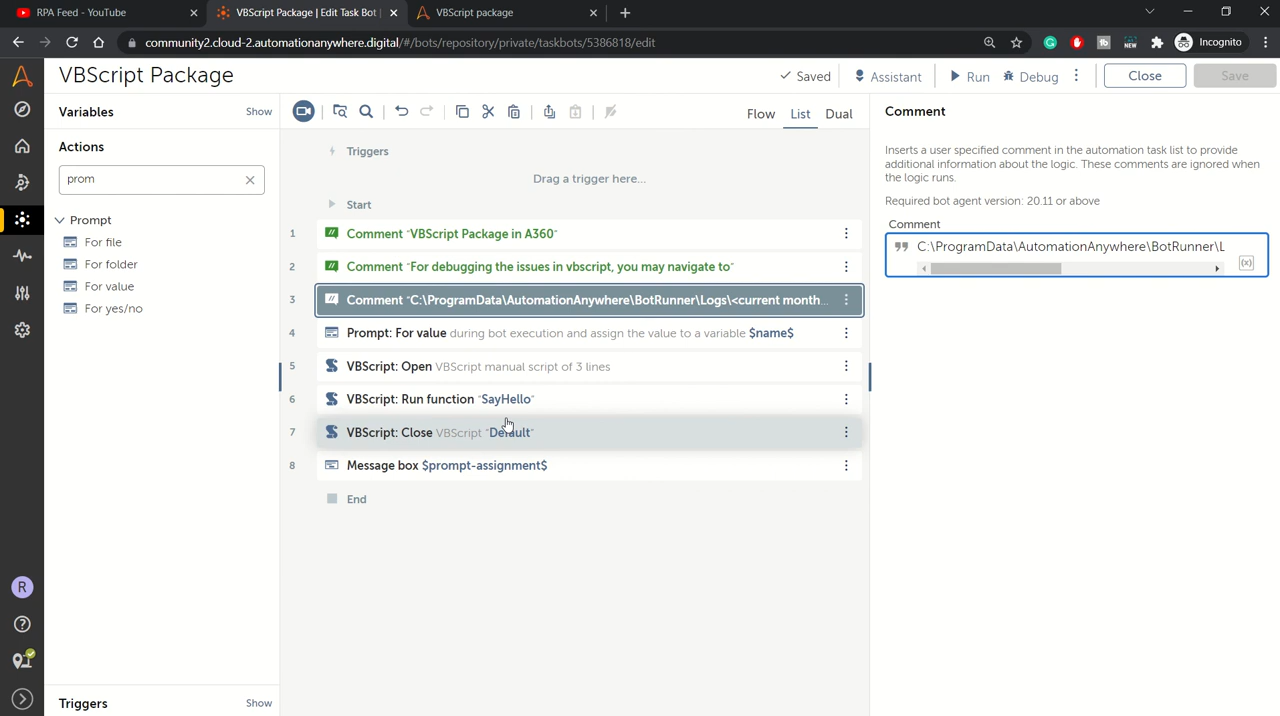 RPA Feed - YouTube
VBScript Package | Edit Task Bot |
VBScript package
community2.cloud-2.automationanywhere.digital/#/bots/repository/private/taskbots/5386818/edit
NEW
Incognito
VBScript Package
Saved
Assistant
Run
Debug
Close
Save
Variables
Show
Flow
List
Dual
Comment
Actions
prom
Triggers
Drag a trigger here...
Inserts a user specified comment in the automation task list to provide
additional information about the logic. These comments are ignored when
the logic runs.
Required bot agent version: 20.11 or above
Comment
C:\ProgramData\AutomationAnywhere\BotRunner\L
(x)
Prompt
For file
For folder
For value
For yes/no
Start
1 Comment "VBScript Package in A360"
2 Comment "For debugging the issues in vbscript, you may navigate to"
3 Comment "C:\ProgramData\AutomationAnywhere\BotRunner\Logs\<current month...
4 Prompt: For value during bot execution and assign the value to a variable $name$
5 VBScript: Open VBScript manual script of 3 lines
6 VBScript: Run function "SayHello"
7 VBScript: Close VBScript "Default"
8 Message box $prompt-assignment$
End
R
Triggers
Show